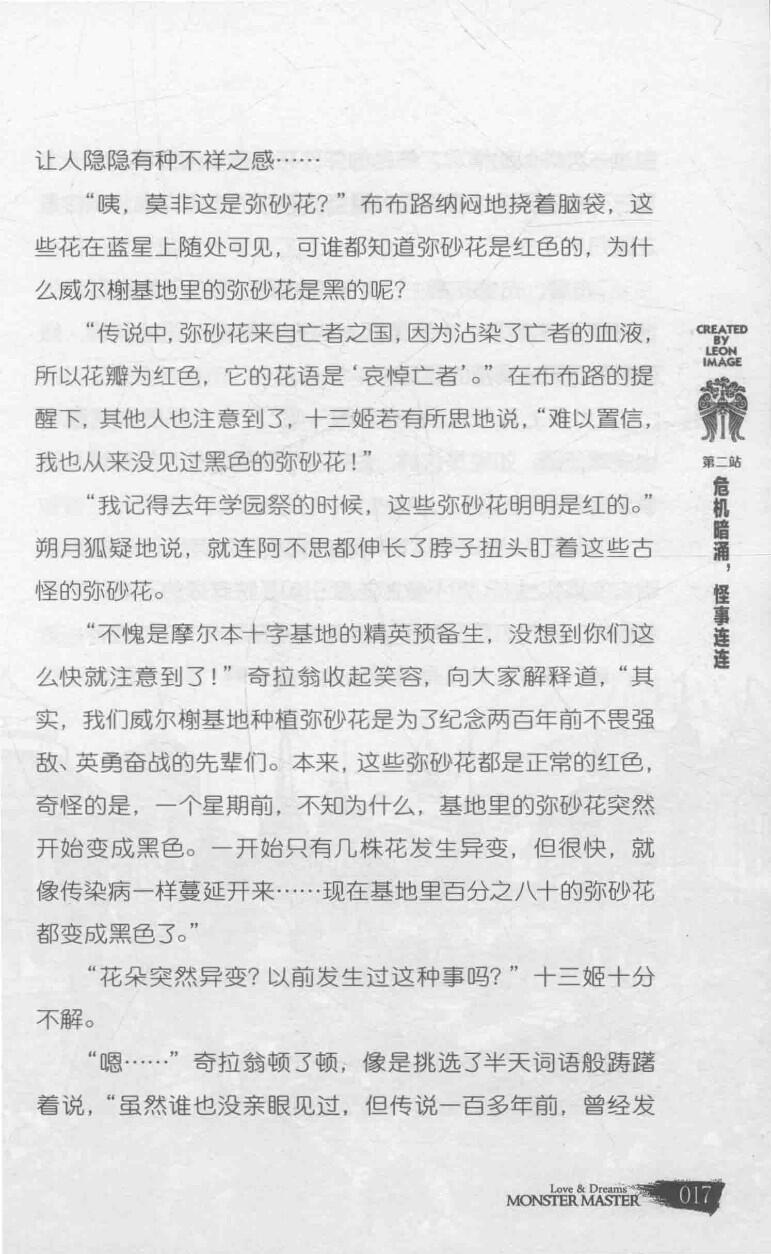 让人隐隐有种不祥之感……
“咦，莫非这是弥砂花？”布布路纳闷地挠着脑袋，这
些花在蓝星上随处可见，可谁都知道弥砂花是红色的，为什
么威尔榭基地里的弥砂花是黑的呢？
“传说中，弥砂花来自亡者之国，因为沾染了亡者的血液，
所以花瓣为红色，它的花语是‘哀悼亡者’。”在布布路的提
醒下，其他人也注意到了，十三姬若有所思地说，“难以置信，
我也从来没见过黑色的弥砂花！”
“我记得去年学园祭的时候，这些弥砂花明明是红的。”
朔月狐疑地说，就连阿不思都伸长了脖子扭头盯着这些古
怪的弥砂花。
“不愧是摩尔本十字基地的精英预备生，没想到你们这
么快就注意到了！”奇拉翁收起笑容，向大家解释道，“其
实，我们威尔榭基地种植弥砂花是为了纪念两百年前不畏强
敌、英勇奋战的先辈们。本来，这些弥砂花都是正常的红色，
奇怪的是，一个星期前，不知为什么，基地里的弥砂花突然
开始变成黑色。一开始只有几株花发生异变，但很快，就
像传染病一样蔓延开来……现在基地里百分之八十的弥砂花
都变成黑色了。”
“花朵突然异变？以前发生过这种事吗？”十三姬十分
不解。
“嗯……”奇拉翁顿了顿，像是挑选了半天词语般踌躇
着说，“虽然谁也没亲眼见过，但传说一百多年前，曾经发
CREATED
BY
LEON
IMAGE
第二站
危机暗涌，怪事连连
Love & Dreams
MONSTER MASTER
017